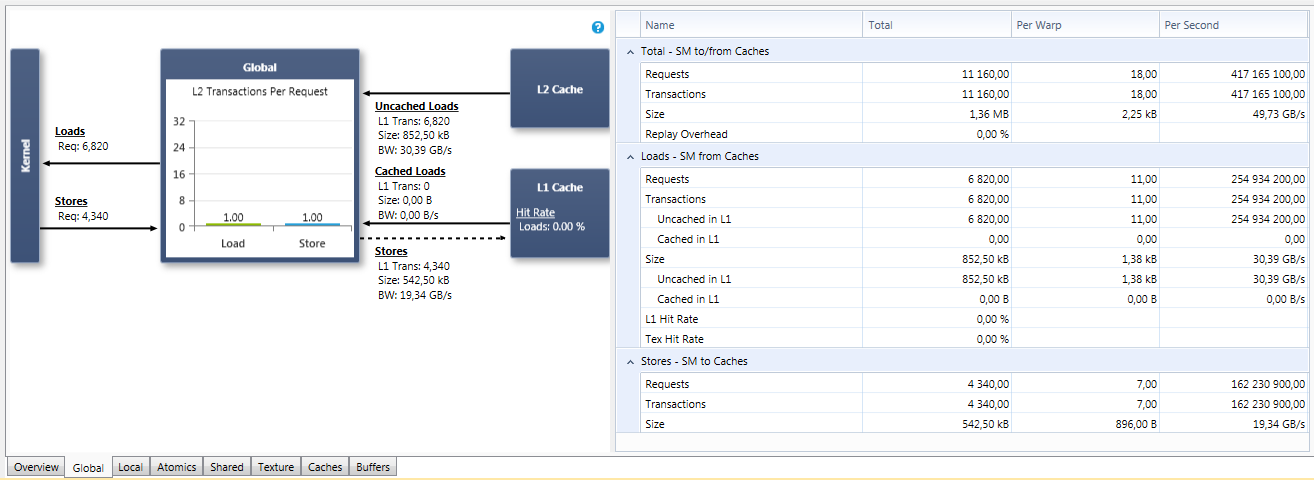 Kernel
Loads
Req: 6,820
Stores
Req: 4,340
Global
L2 Transactions Per Request
32
24
16
8
0
1.00
1.00
Load
Store
?
Uncached Loads
L1 Trans: 6,820
Size: 852,50 kB
BW: 30,39 GB/s
Cached Loads
L1 Trans: 0
Size: 0,00 B
BW: 0,00 B/s
Stores
L1 Trans: 4,340
Size: 542,50 kB
BW: 19,34 GB/s
L2 Cache
L1 Cache
Hit Rate
Loads: 0.00 %
Name Total Per Warp Per Second
Total - SM to/from Caches
Requests 11 160,00 18,00 417 165 100,00
Transactions 11 160,00 18,00 417 165 100,00
Size 1,36 MB 2,25 kB 49,73 GB/s
Replay Overhead 0,00 %
Loads - SM from Caches
Requests 6 820,00 11,00 254 934 200,00
Transactions 6 820,00 11,00 254 934 200,00
Uncached in L1 6 820,00 11,00 254 934 200,00
Cached in L1 0,00 0,00 0,00
Size 852,50 kB 1,38 kB 30,39 GB/s
Uncached in L1 852,50 kB 1,38 kB 30,39 GB/s
Cached in L1 0,00 B 0,00 B 0,00 B/s
L1 Hit Rate 0,00 %
Tex Hit Rate 0,00 %
Stores - SM to Caches
Requests 4 340,00 7,00 162 230 900,00
Transactions 4 340,00 7,00 162 230 900,00
Size 542,50 kB 896,00 B 19,34 GB/s
Overview Global Local Atomics Shared Texture Caches Buffers